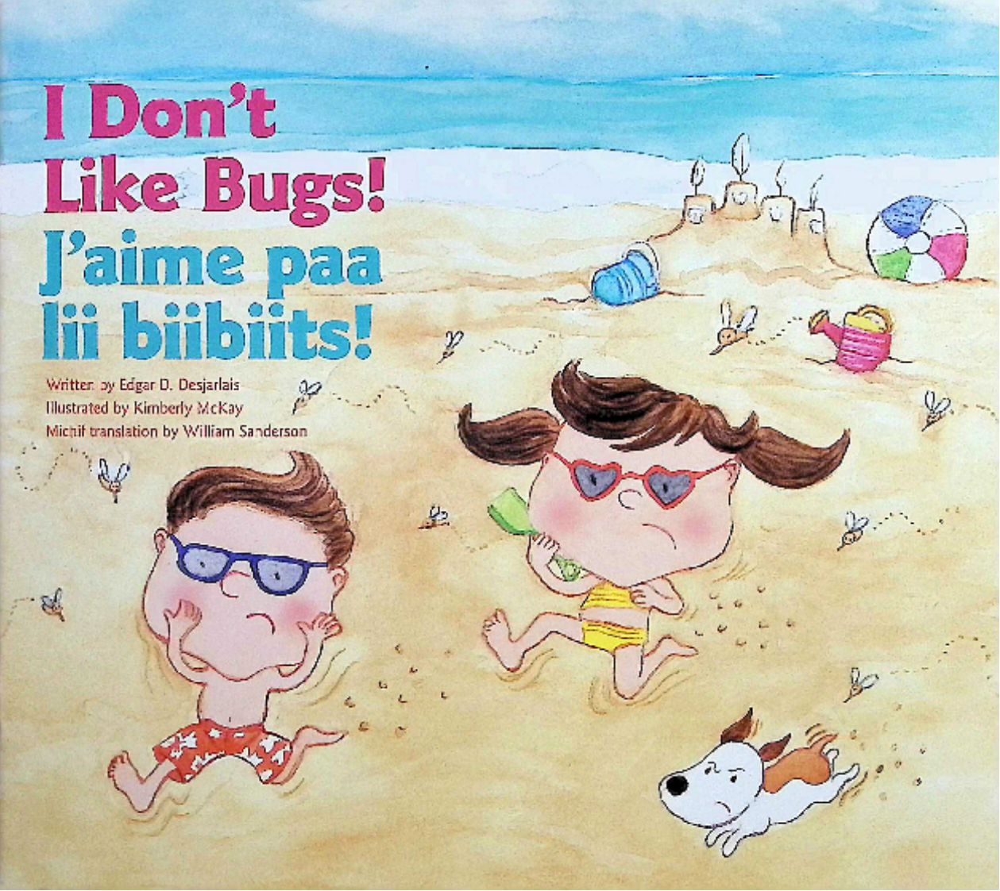 I Don't
Like Bugs!
J'aime paa
lii biibiits!
Written by Edgar D. Desjarlais
Illustrated by Kimberly McKay
Michif translation by William Sanderson